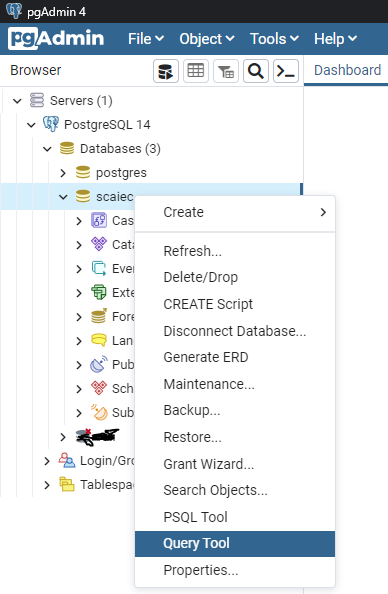 pgAdmin 4
pgAdmin File Object Tools Help
Browser Dashboard
Servers (1)
PostgreSQL 14
Databases (3)
postgres
scaiec
Cas
Cata
Ever
Exte
Fore
Lan
Pub
Sch
Sub
Login/Gro
Tablespac
Create
Refresh...
Delete/Drop
CREATE Script
Disconnect Database...
Generate ERD
Maintenance...
Backup...
Restore...
Grant Wizard...
Search Objects...
PSQL Tool
Query Tool
Properties...